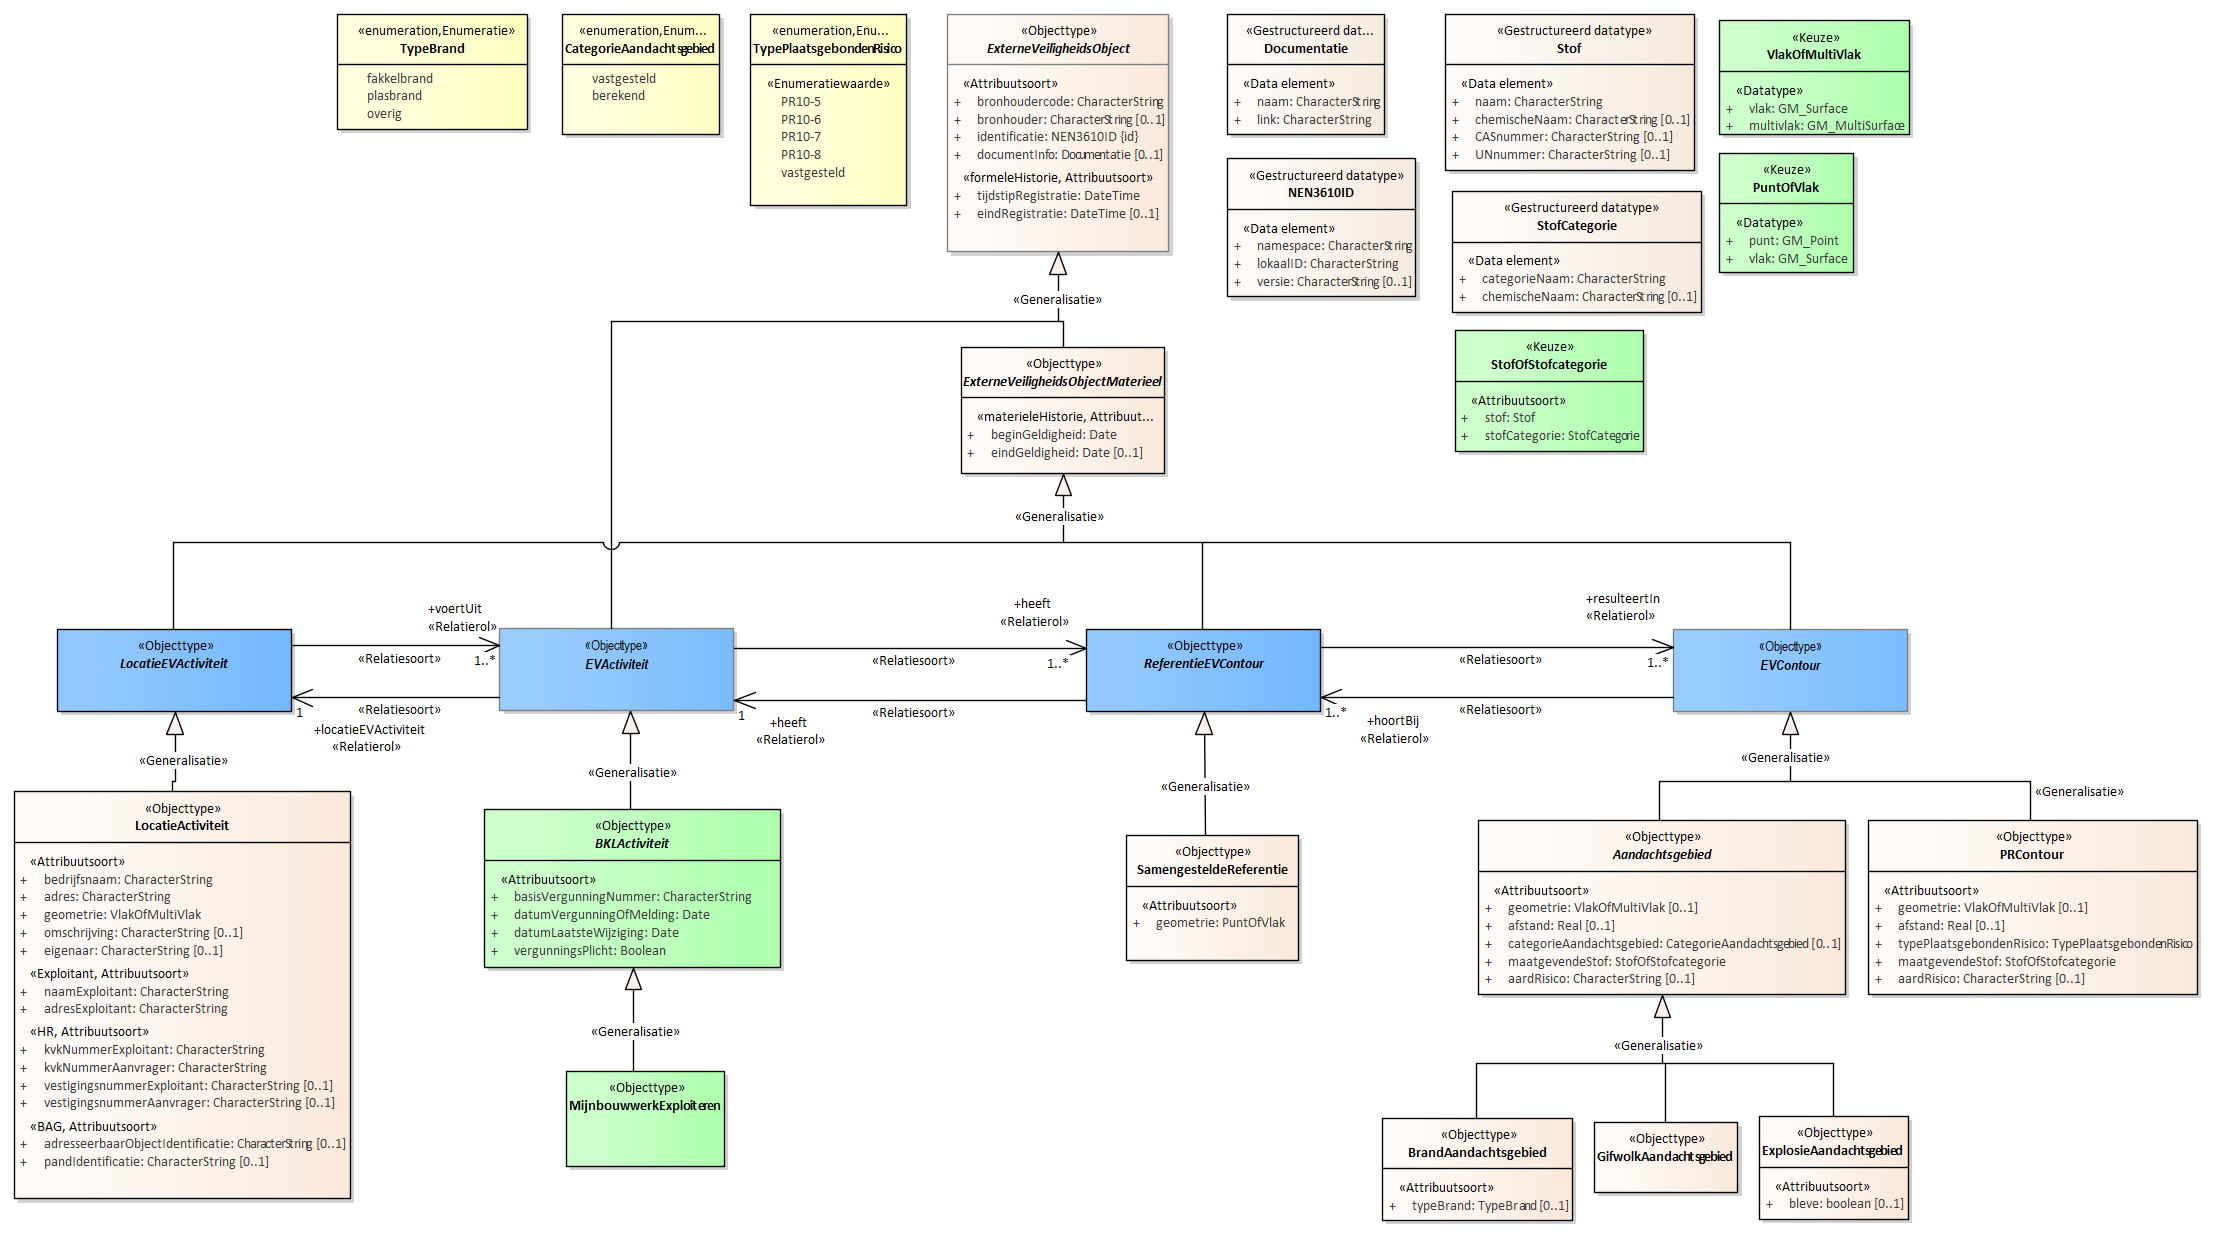 «enumeration,Enumeratie»
TypeBrand
fakkelbrand
plasbrand
overig
«enumeration,Enum...
CategorieAandachtsgebied
vastgesteld
berekend
«enumeration,Enu...
TypePlaatsgebondenRisico
«Enumeratiewaarde»
PR10-5
PR10-6
PR10-7
PR10-8
vastgesteld
«Objecttype»
ExterneVeiligheidsObject
«Attribuutsoort»
+ bronhoudercode: CharacterString
+ bronhouder: CharacterString [0..1]
+ identificatie: NEN3610ID {id}
+ documentInfo: Documentatie [0..1]
«formeleHistorie, Attribuutsoort»
+ tijdstipRegistratie: DateTime
+ eindRegistratie: DateTime [0..1]
«Gestructureerd dat...
Documentatie
«Data element»
+ naam: CharacterString
+ link: CharacterString
«Gestructureerd datatype»
NEN3610ID
«Data element»
+ namespace: CharacterString
+ lokaalID: CharacterString
+ versie: CharacterString [0..1]
«Gestructureerd datatype»
Stof
«Data element»
+ naam: CharacterString
+ chemischeNaam: CharacterString [0..1]
+ CASnummer: CharacterString [0..1]
+ UNnummer: CharacterString [0..1]
«Gestructureerd datatype»
StofCategorie
«Data element»
+ categorieNaam: CharacterString
+ chemischeNaam: CharacterString [0..1]
«Keuze»
StofOfStofcategorie
«Attribuutsoort»
+ stof: Stof
+ stofCategorie: StofCategorie
«Keuze»
VlakOfMultiVlak
«Datatype»
+ vlak: GM_Surface
+ multivlak: GM_MultiSurface
«Keuze»
PuntOfVlak
«Datatype»
+ punt: GM_Point
+ vlak: GM_Surface
«Generalisatie»
«Objecttype»
ExterneVeiligheidsObjectMaterieel
«materieleHistorie, Attribuut...
+ beginGeldigheid: Date
+ eindGeldigheid: Date [0..1]
«Generalisatie»
«Objecttype»
LocatieEVActiviteit
+voertUit
«Relatierol»
«Relatiesoort»
1..*
«Relatiesoort»
1
+locatieEVActiviteit
«Relatierol»
«Objecttype»
EVActiviteit
+heeft
«Relatierol»
«Relatiesoort»
1..*
«Relatiesoort»
1
+heeft
«Relatierol»
«Objecttype»
ReferentieEVContour
+resulteertIn
«Relatierol»
«Relatiesoort»
1..*
«Relatiesoort»
1..*
+hoortBij
«Relatierol»
«Objecttype»
EVContour
«Generalisatie»
«Objecttype»
LocatieActiviteit
«Attribuutsoort»
+ bedrijfsnaam: CharacterString
+ adres: CharacterString
+ geometrie: VlakOfMultiVlak
+ omschrijving: CharacterString [0..1]
+ eigenaar: CharacterString [0..1]
«Exploitant, Attribuutsoort»
+ naamExploitant: CharacterString
+ adresExploitant: CharacterString
«HR, Attribuutsoort»
+ kvkNummerExploitant: CharacterString
+ kvkNummerAanvrager: CharacterString
+ vestigingsnummerExploitant: CharacterString [0..1]
+ vestigingsnummerAanvrager: CharacterString [0..1]
«BAG, Attribuutsoort»
+ adresseerbaarObjectIdentificatie: CharacterString [0..1]
+ pandIdentificatie: CharacterString [0..1]
«Generalisatie»
«Objecttype»
BKLActiviteit
«Attribuutsoort»
+ basisVergunningNummer: CharacterString
+ datumVergunningOfMelding: Date
+ datumLaatsteWijziging: Date
+ vergunningsPlicht: Boolean
«Generalisatie»
«Objecttype»
MijnbouwwerkExploiteren
«Generalisatie»
«Objecttype»
SamengesteldeReferentie
«Attribuutsoort»
+ geometrie: PuntOfVlak
«Generalisatie»
«Generalisatie»
«Objecttype»
Aandachtsgebied
«Attribuutsoort»
+ geometrie: VlakOfMultiVlak [0..1]
+ afstand: Real [0..1]
+ categorieAandachtsgebied: CategorieAandachtsgebied [0..1]
+ maatgevendeStof: StofOfStofcategorie
+ aardRisico: CharacterString [0..1]
«Objecttype»
PRContour
«Attribuutsoort»
+ geometrie: VlakOfMultiVlak [0..1]
+ afstand: Real [0..1]
+ typePlaatsgebondenRisico: TypePlaatsgebondenRisico
+ maatgevendeStof: StofOfStofcategorie
+ aardRisico: CharacterString [0..1]
«Generalisatie»
«Objecttype»
BrandAandachtsgebied
«Attribuutsoort»
+ typeBrand: TypeBrand [0..1]
«Objecttype»
GifwolkAandachtsgebied
«Objecttype»
ExplosieAandachtsgebied
«Attribuutsoort»
+ bleve: boolean [0..1]